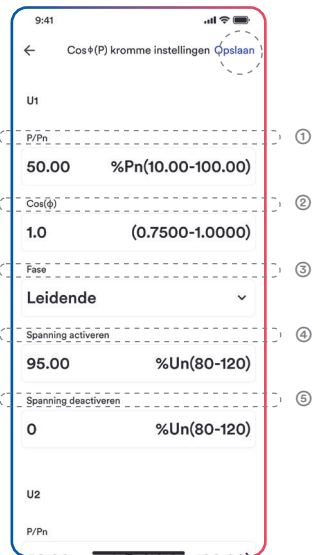 9:41
Cosϕ(P) kromme instellingen Opslaan
U1
P/Pn
①
50.00 %Pn(10.00-100.00)
Cos(ϕ)
②
1.0 (0.7500-1.0000)
Fase
③
Leidende
Spanning activeren
④
95.00 %Un(80-120)
Spanning deactiveren
⑤
0 %Un(80-120)
U2
P/Pn